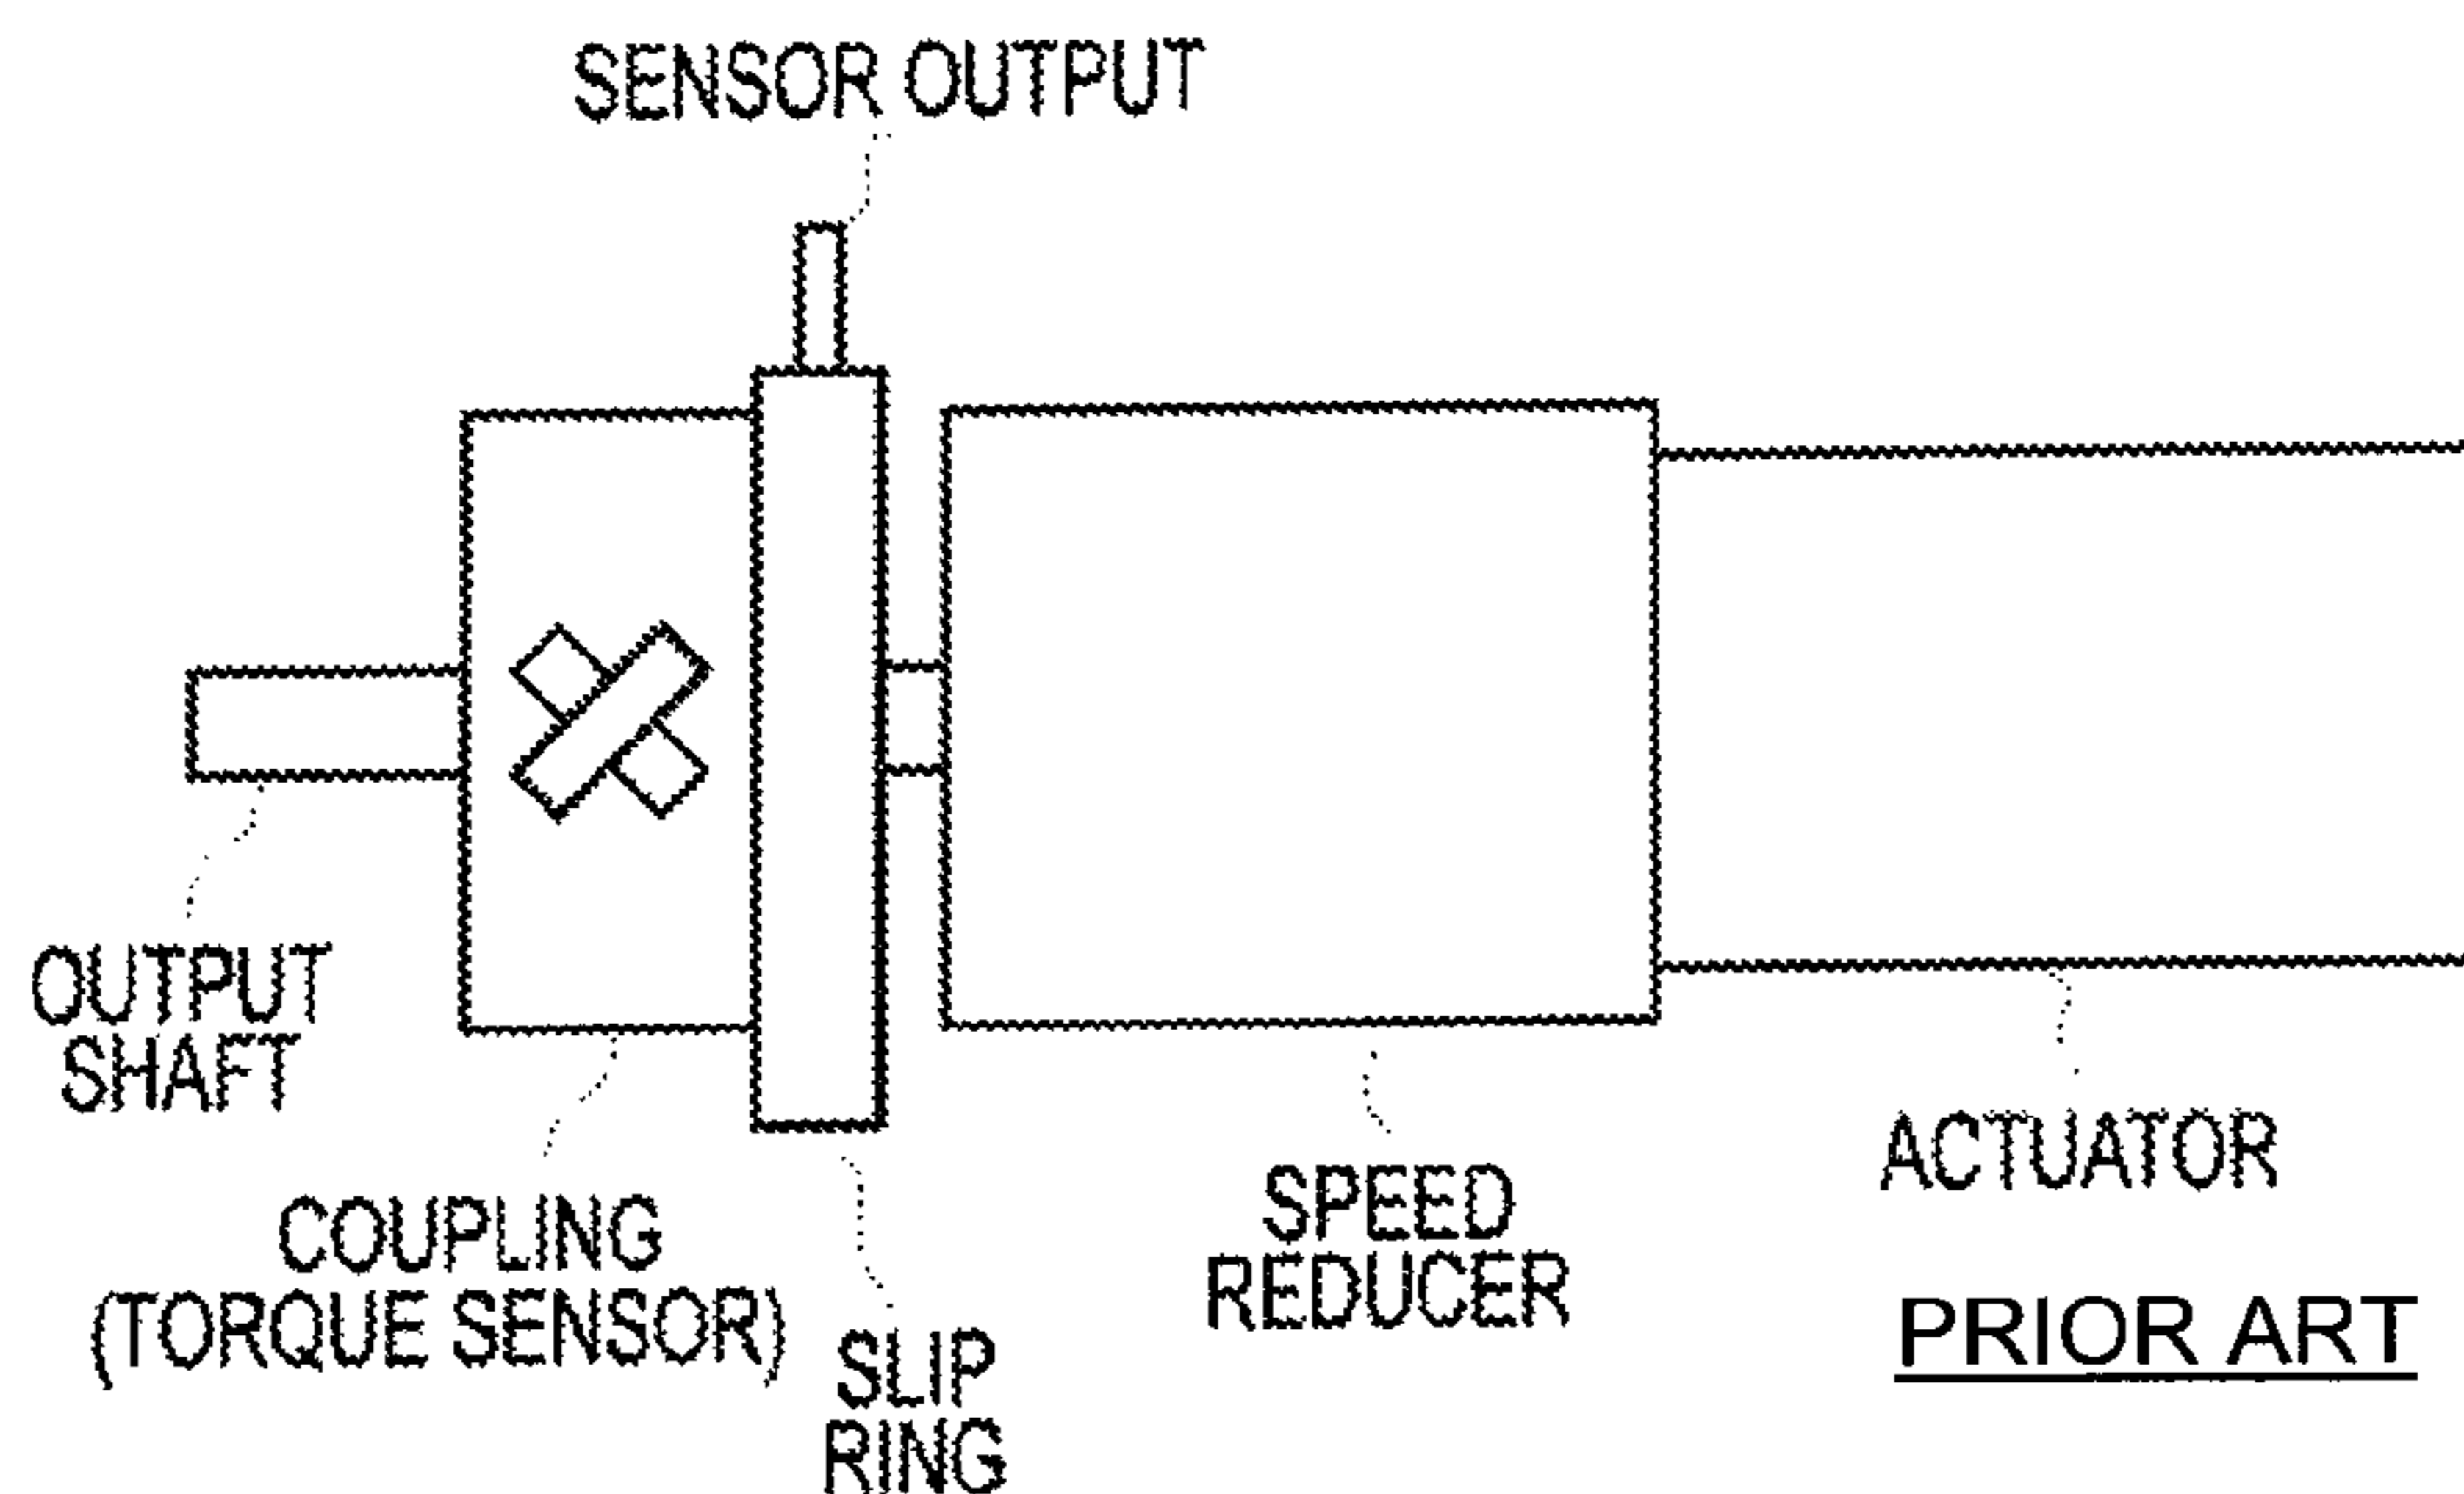 SENSOR OUTPUT
OUTPUT
SHAFT
COUPLING
(TORQUE SENSOR)
SLIP
RING
SPEED
REDUCER
ACTUATOR
PRIOR ART